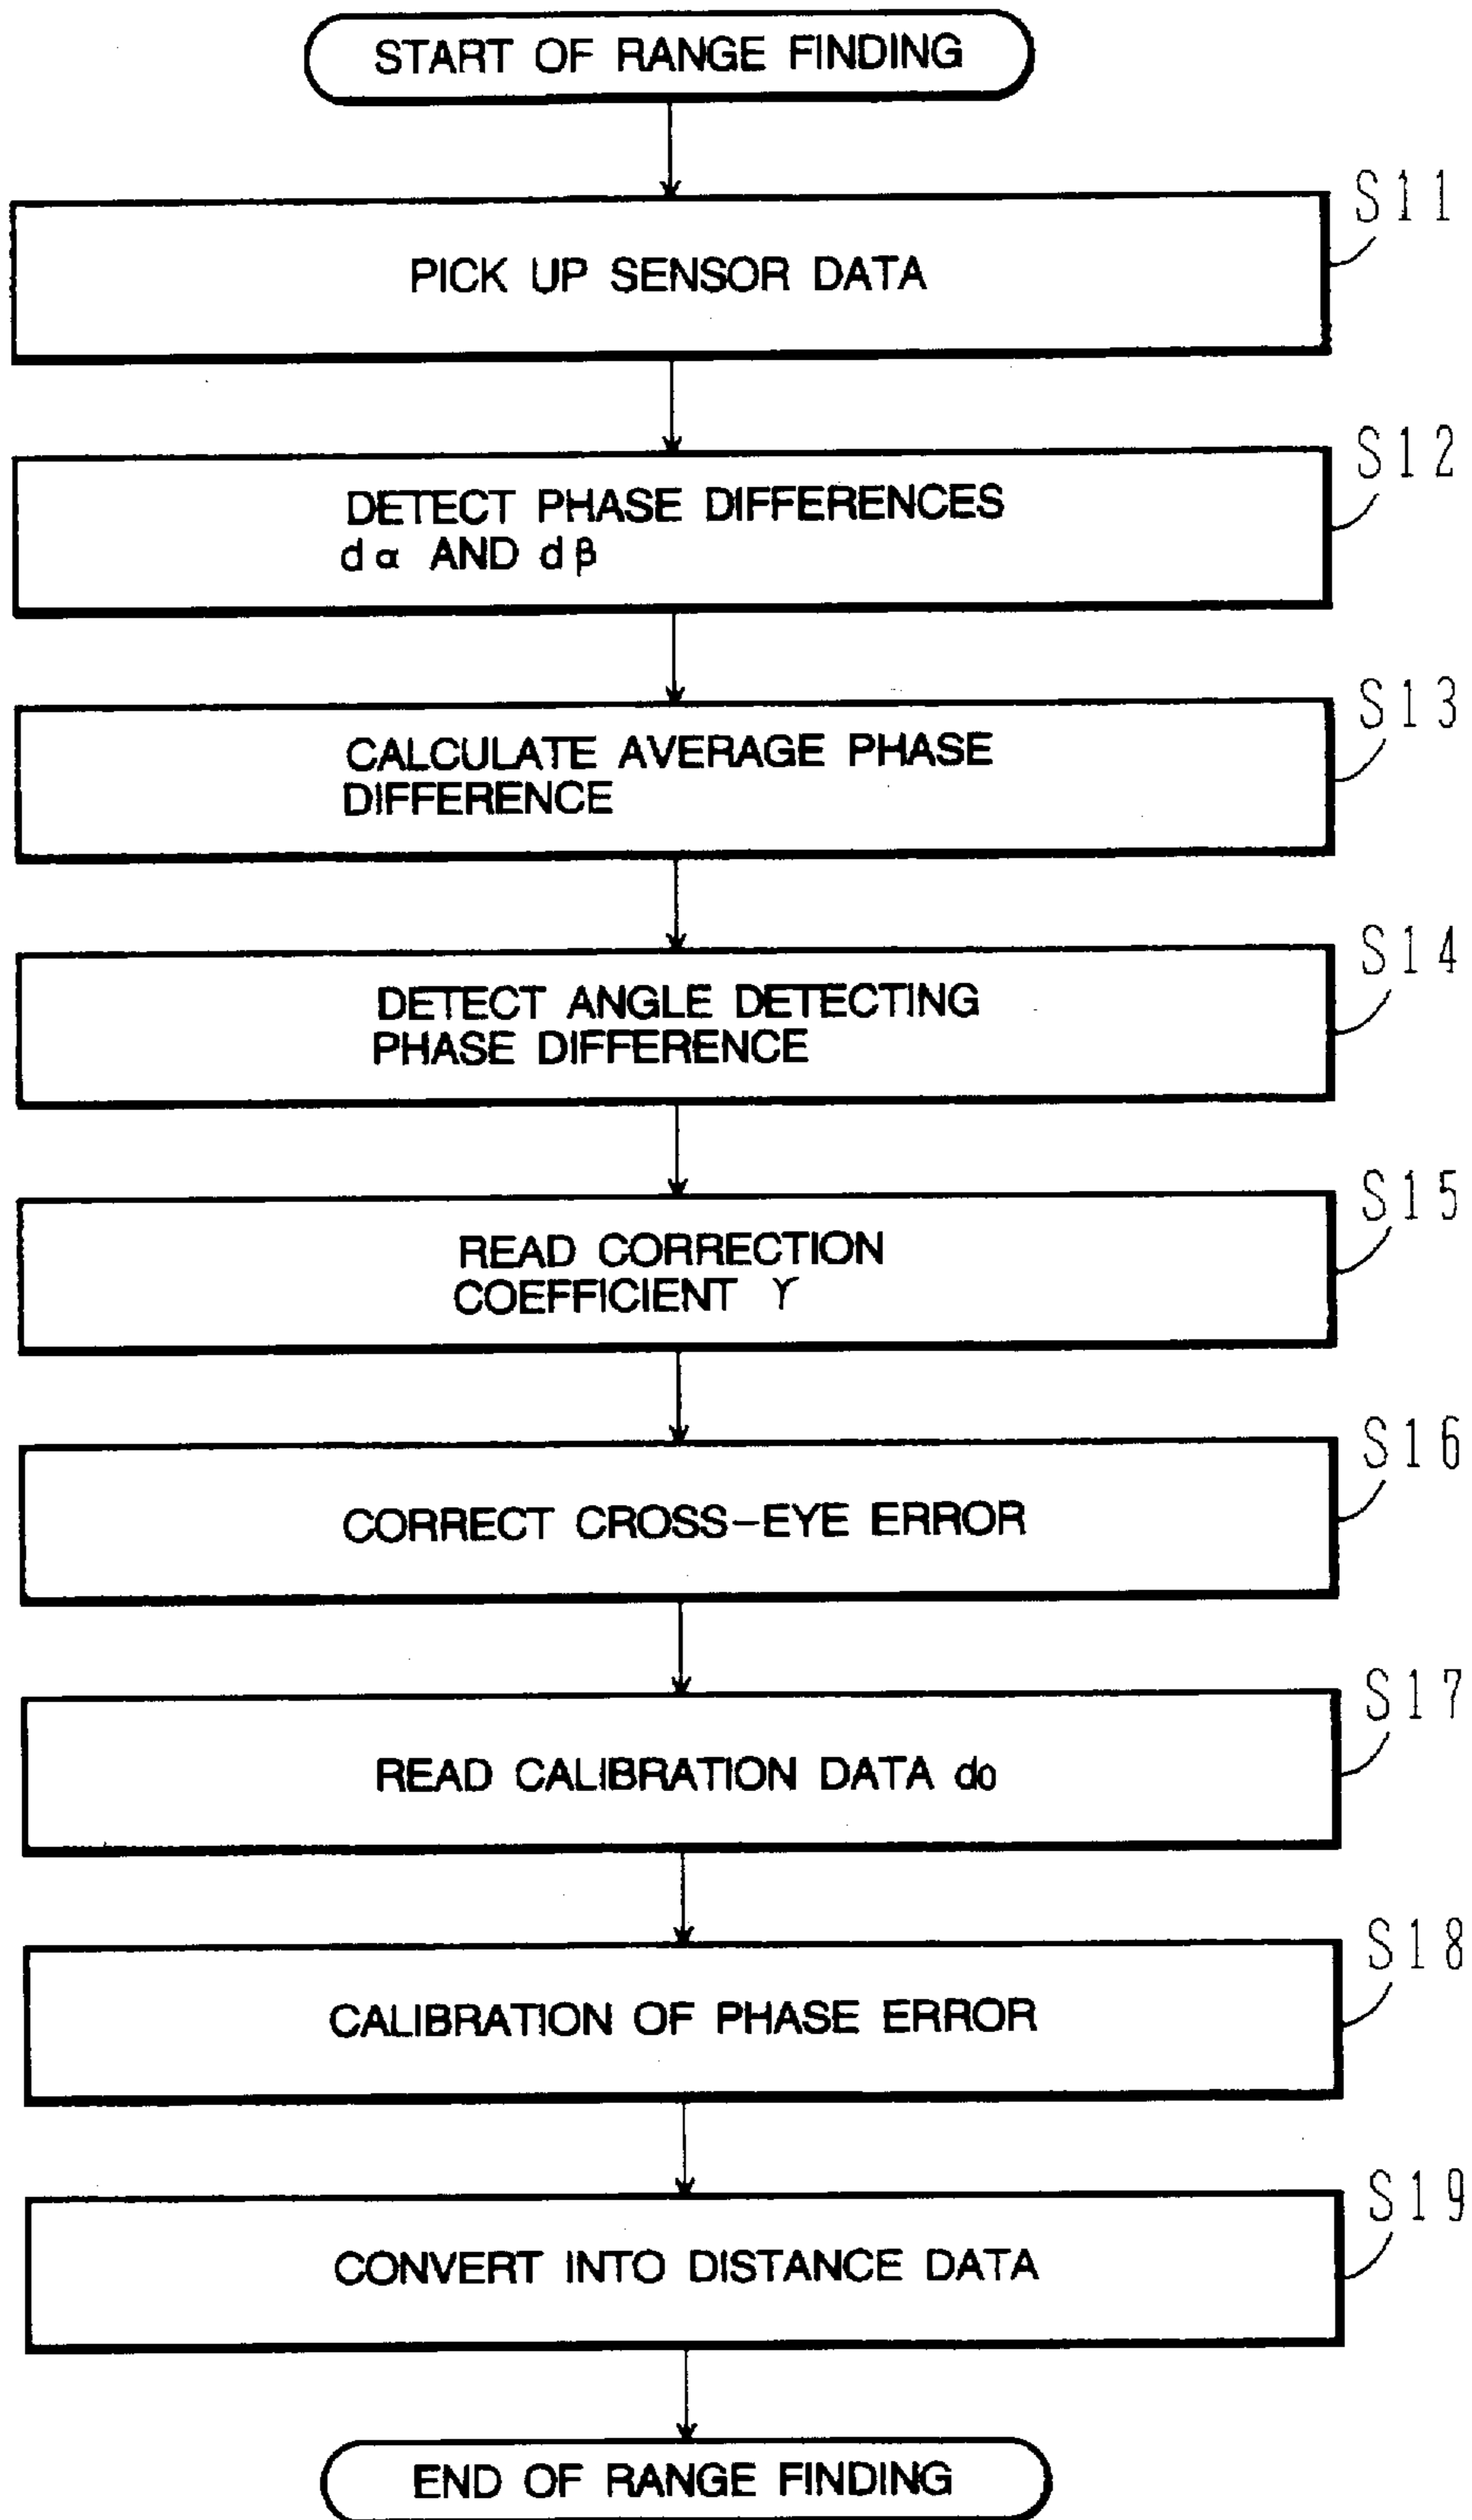 START OF RANGE FINDING
S11
PICK UP SENSOR DATA
S12
DETECT PHASE DIFFERENCES
dα AND dβ
S13
CALCULATE AVERAGE PHASE
DIFFERENCE
S14
DETECT ANGLE DETECTING
PHASE DIFFERENCE
S15
READ CORRECTION
COEFFICIENT γ
S16
CORRECT CROSS-EYE ERROR
S17
READ CALIBRATION DATA do
S18
CALIBRATION OF PHASE ERROR
S19
CONVERT INTO DISTANCE DATA
END OF RANGE FINDING